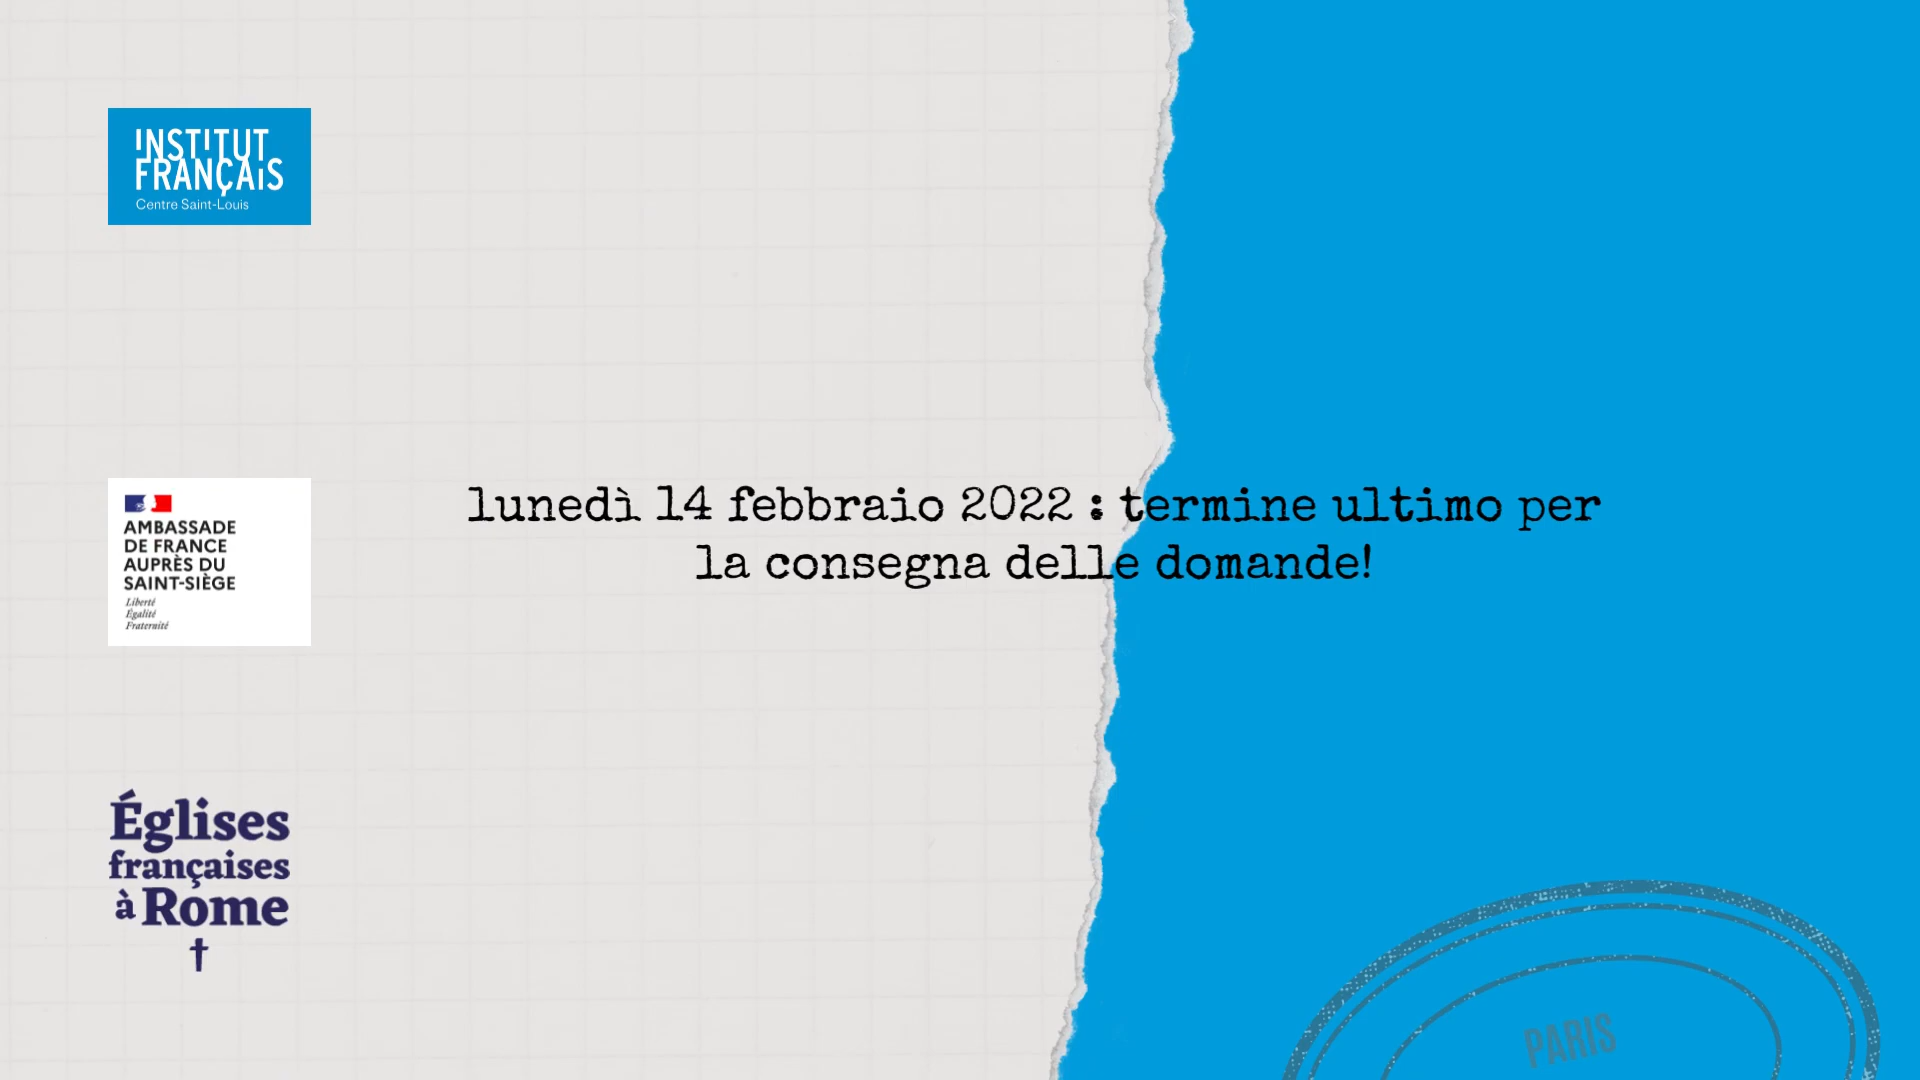 INSTITUT
FRANÇAIS
Centre Saint-Louis
AMBASSADE
DE FRANCE
AUPRÈS DU
SAINT-SIÈGE
Liberté
Égalité
Fraternité
lunedì 14 febbraio 2022 : termine ultimo per
la consegna delle domande!
Églises
françaises
à Rome
PARIS